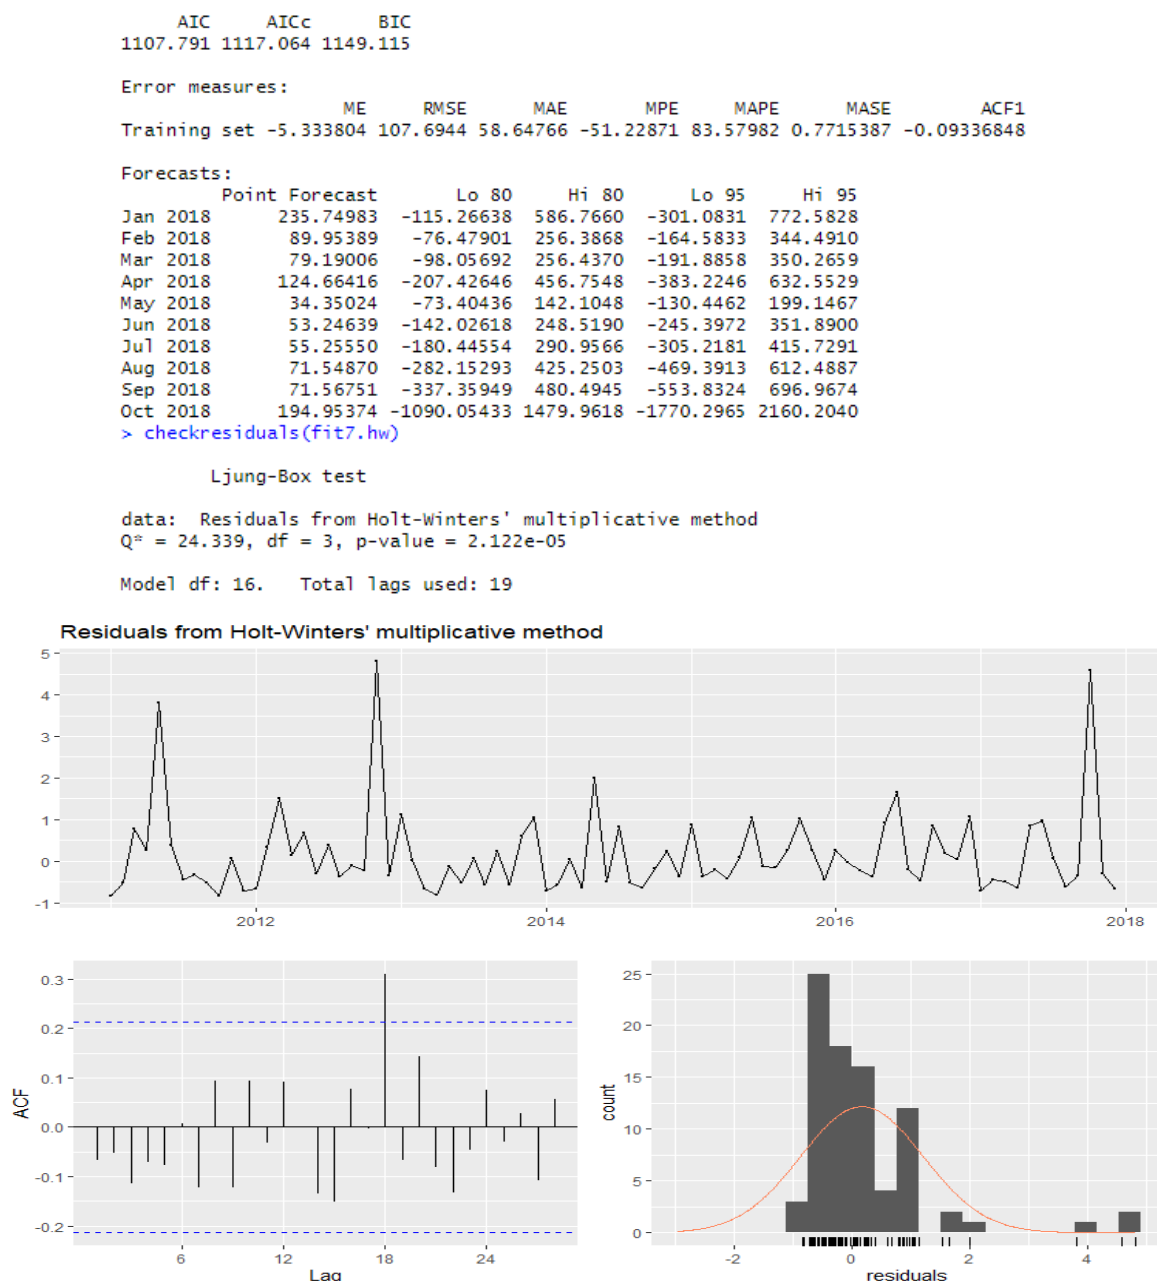 AIC AICc BIC
1107.791 1117.064 1149.115
Error measures:
ME RMSE MAE MPE MAPE MASE ACF1
Training set -5.333804 107.6944 58.64766 -51.22871 83.57982 0.7715387 -0.09336848
Forecasts:
Point Forecast Lo 80 Hi 80 Lo 95 Hi 95
Jan 2018 235.74983 -115.26638 586.7660 -301.0831 772.5828
Feb 2018 89.95389 -76.47901 256.3868 -164.5833 344.4910
Mar 2018 79.19006 -98.05692 256.4370 -191.8858 350.2659
Apr 2018 124.66416 -207.42646 456.7548 -383.2246 632.5529
May 2018 34.35024 -73.40436 142.1048 -130.4462 199.1467
Jun 2018 53.24639 -142.02618 248.5190 -245.3972 351.8900
Jul 2018 55.25550 -180.44554 290.9566 -305.2181 415.7291
Aug 2018 71.54870 -282.15293 425.2503 -469.3913 612.4887
Sep 2018 71.56751 -337.35949 480.4945 -553.8324 696.9674
Oct 2018 194.95374 -1090.05433 1479.9618 -1770.2965 2160.2040
> checkresiduals(fit7.hw)
Ljung-Box test
data: Residuals from Holt-Winters' multiplicative method
Q* = 24.339, df = 3, p-value = 2.122e-05
Model df: 16. Total lags used: 19
Residuals from Holt-Winters' multiplicative method
5
4
3
2
1
0
-1
2012 2014 2016 2018
0.3
0.2
0.1
0.0
-0.1
-0.2
ACF
6 12 18 24
Lag
25
20
15
10
5
0
count
-2 0 2 4
residuals